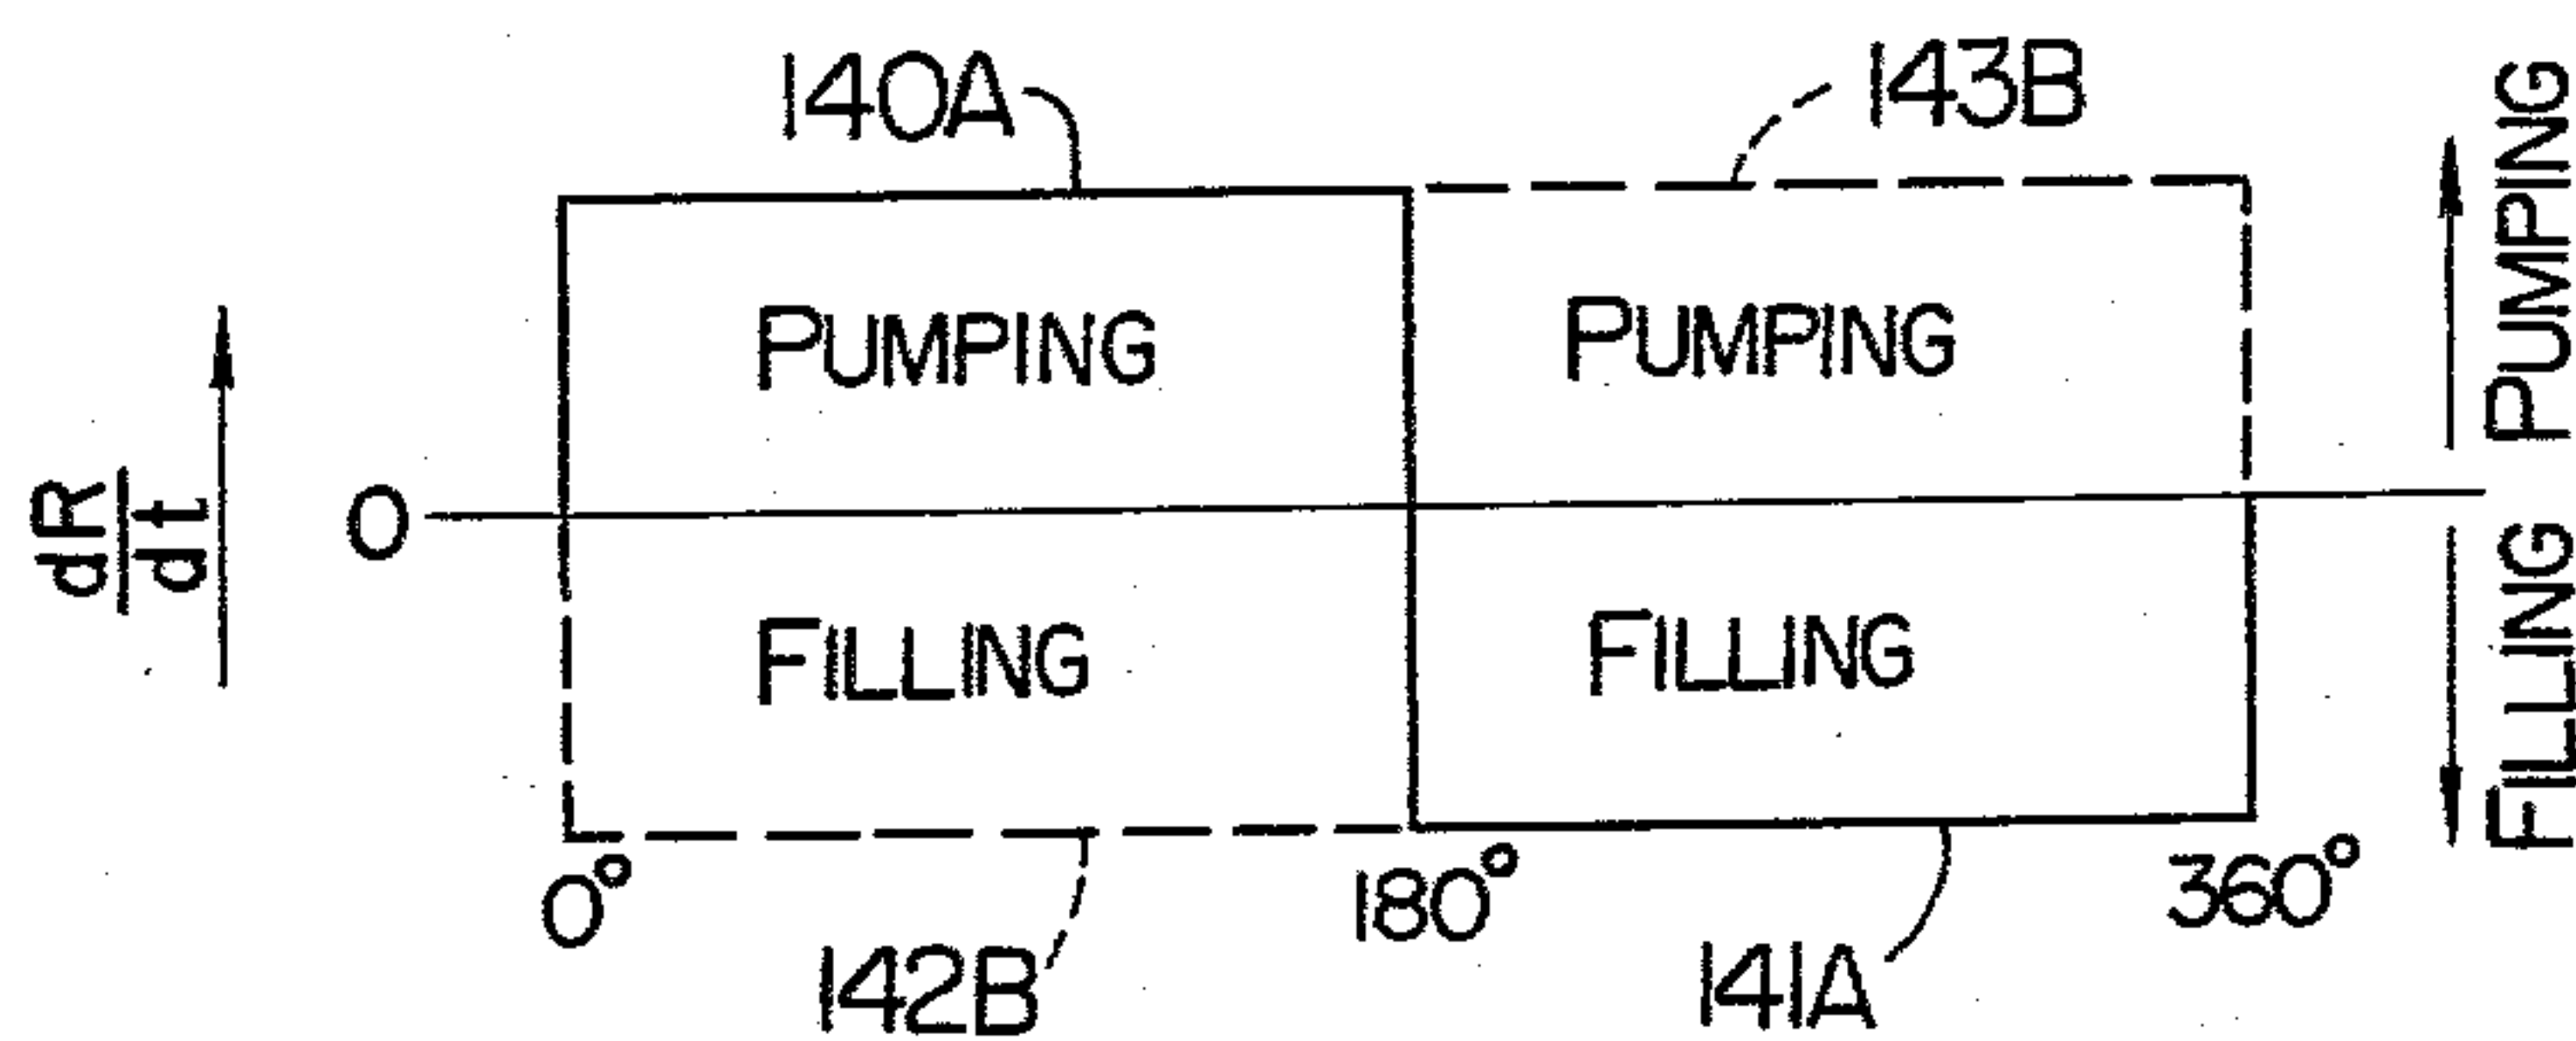 140A
143B
PUMPING
PUMPING
PUMPING
dR
dt
0
FILLING
FILLING
FILLING
0°
180°
360°
142B
141A